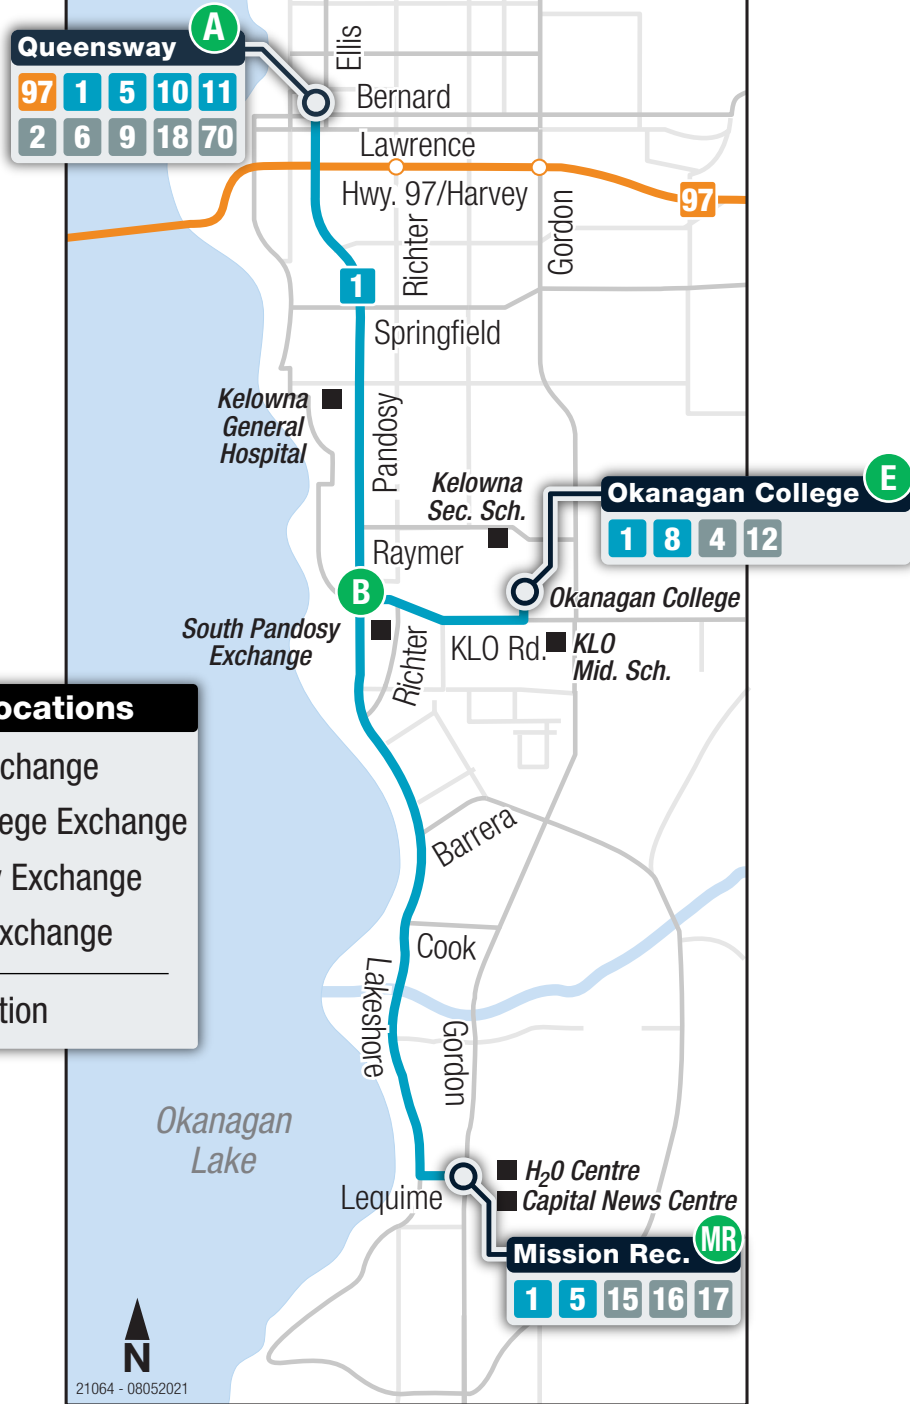 A
Queensway
97 1 5 10 11
2 6 9 18 70
Ellis
Bernard
Lawrence
Hwy. 97/Harvey
97
Richter
Gordon
1
Springfield
Kelowna
General
Hospital
Pandosy
Kelowna
Sec. Sch.
E
Okanagan College
1 8 4 12
Raymer
B
Okanagan College
South Pandosy
Exchange
Richter
KLO Rd.
KLO
Mid. Sch.
ocations
change
ege Exchange
Exchange
xchange
tion
Barrera
Cook
Lakeshore
Gordon
Okanagan
Lake
H2O Centre
Capital News Centre
Lequime
MR
Mission Rec.
1 5 15 16 17
N
21064 - 08052021